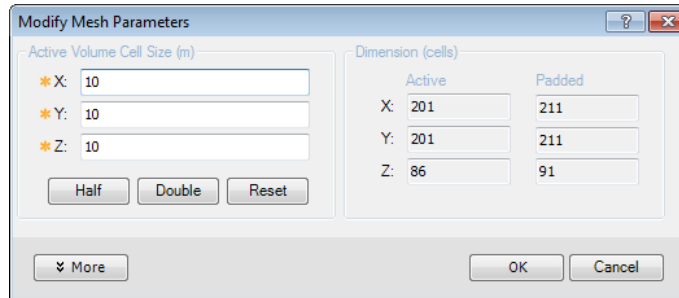 Modify Mesh Parameters
Active Volume Cell Size (m)
X: 10
Y: 10
Z: 10
Half Double Reset
Dimension (cells)
Active Padded
X: 201 211
Y: 201 211
Z: 86 91
More OK Cancel